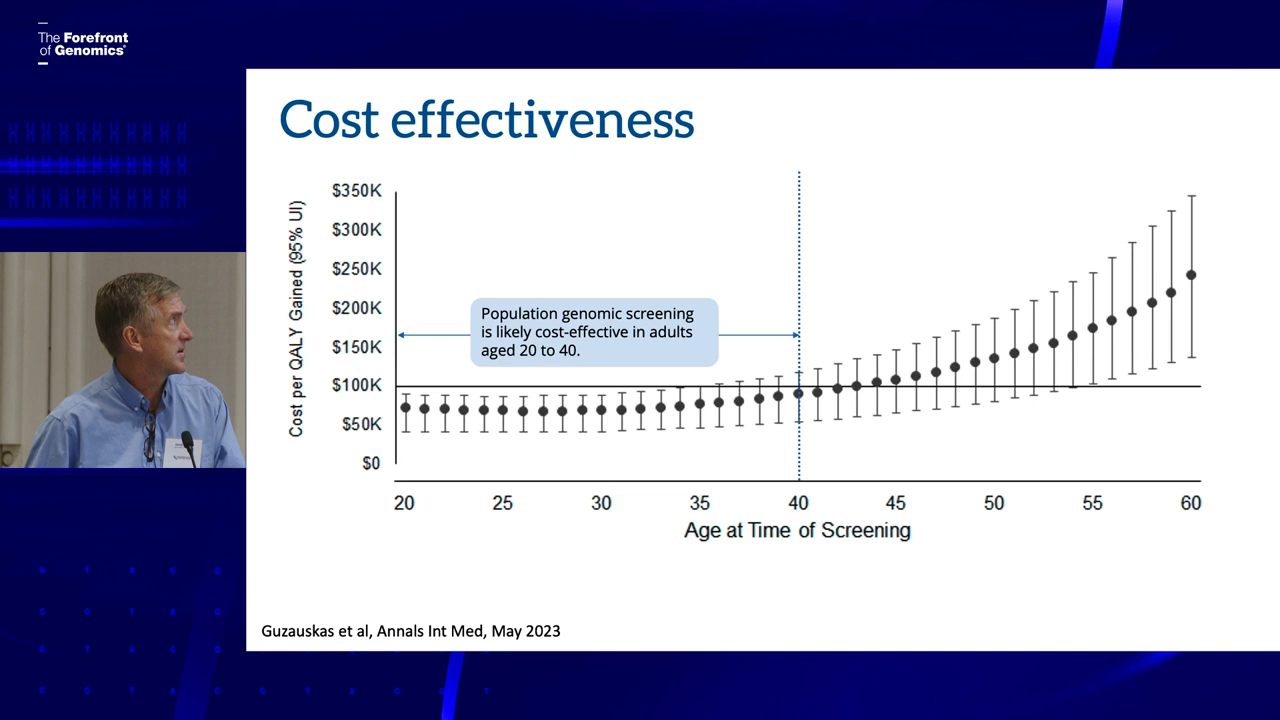 The Forefront
of Genomics®
Cost effectiveness
Cost per QALY Gained (95% UI)
$350K
$300K
$250K
$200K
$150K
$100K
$50K
$0
Population genomic screening
is likely cost-effective in adults
aged 20 to 40.
20 25 30 35 40 45 50 55 60
Age at Time of Screening
Guzauskas et al, Annals Int Med, May 2023